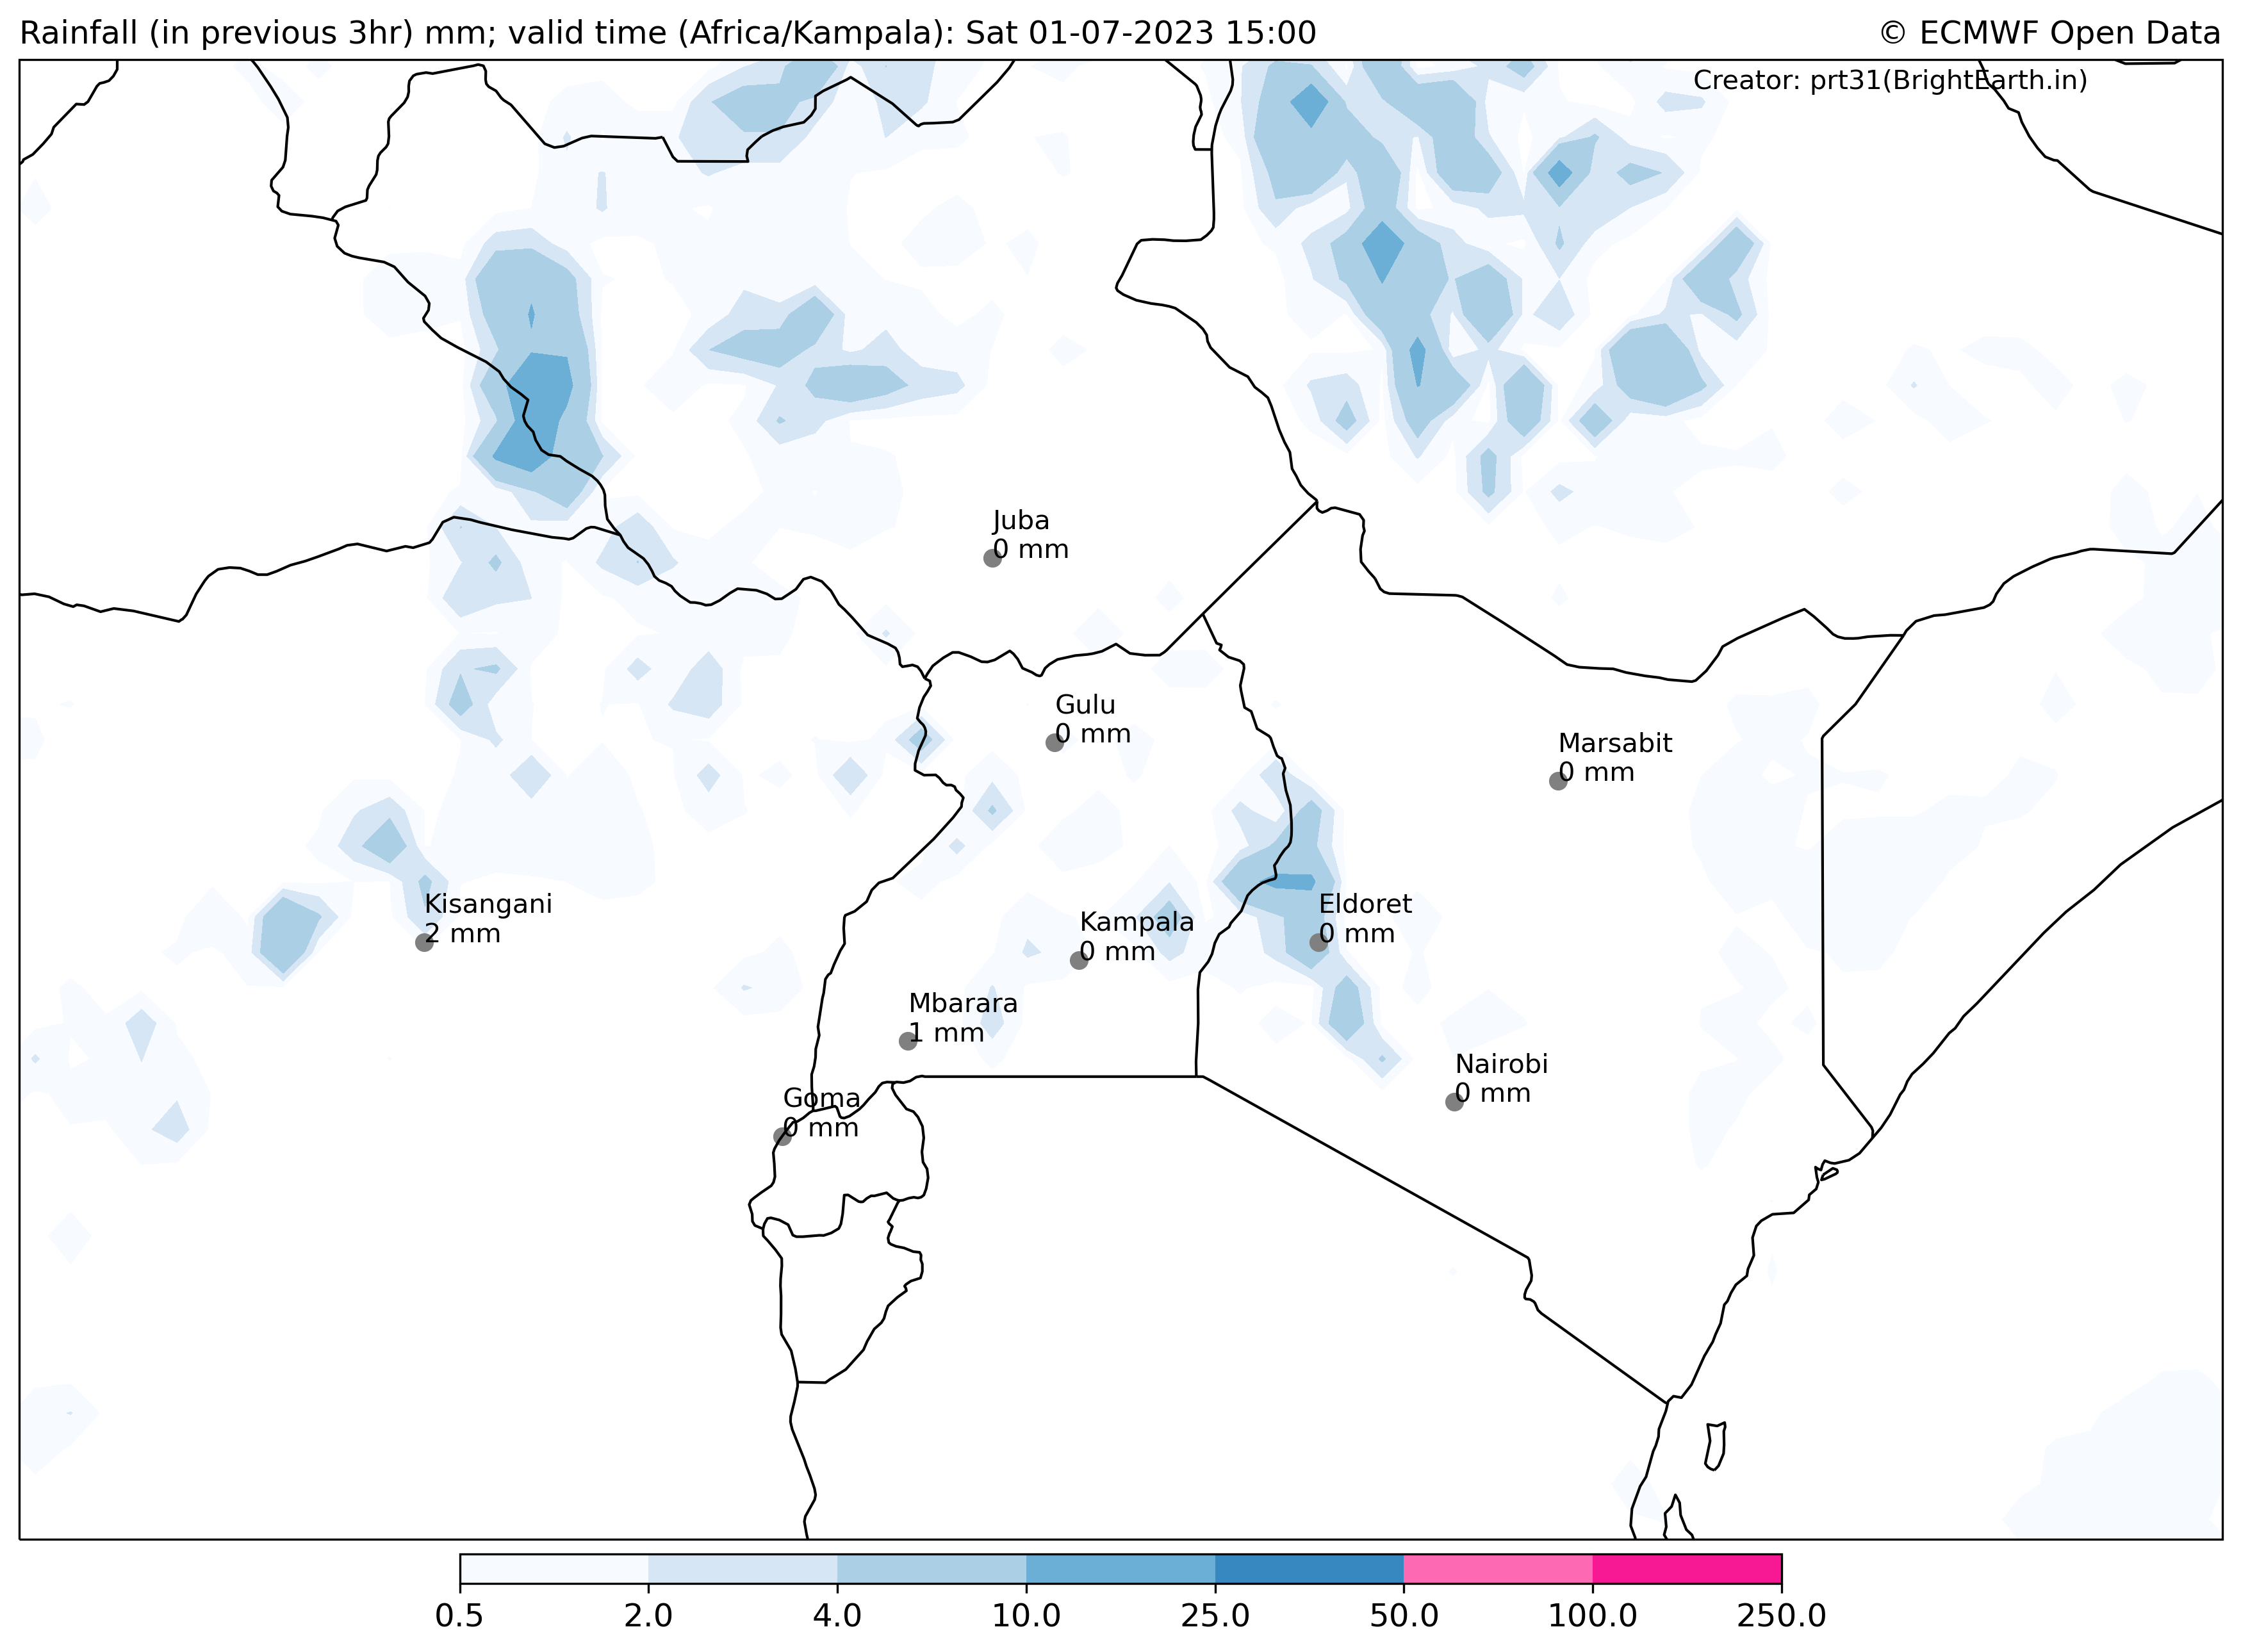 Rainfall (in previous 3hr) mm; valid time (Africa/Kampala): Sat 01-07-2023 15:00
© ECMWF Open Data
Creator: prt31(BrightEarth.in)
Juba
0 mm
Gulu
0 mm
Marsabit
0 mm
Kisangani
2 mm
Eldoret
0 mm
Kampala
0 mm
Mbarara
1 mm
Nairobi
0 mm
Goma
0 mm
0.5 2.0 4.0 10.0 25.0 50.0 100.0 250.0